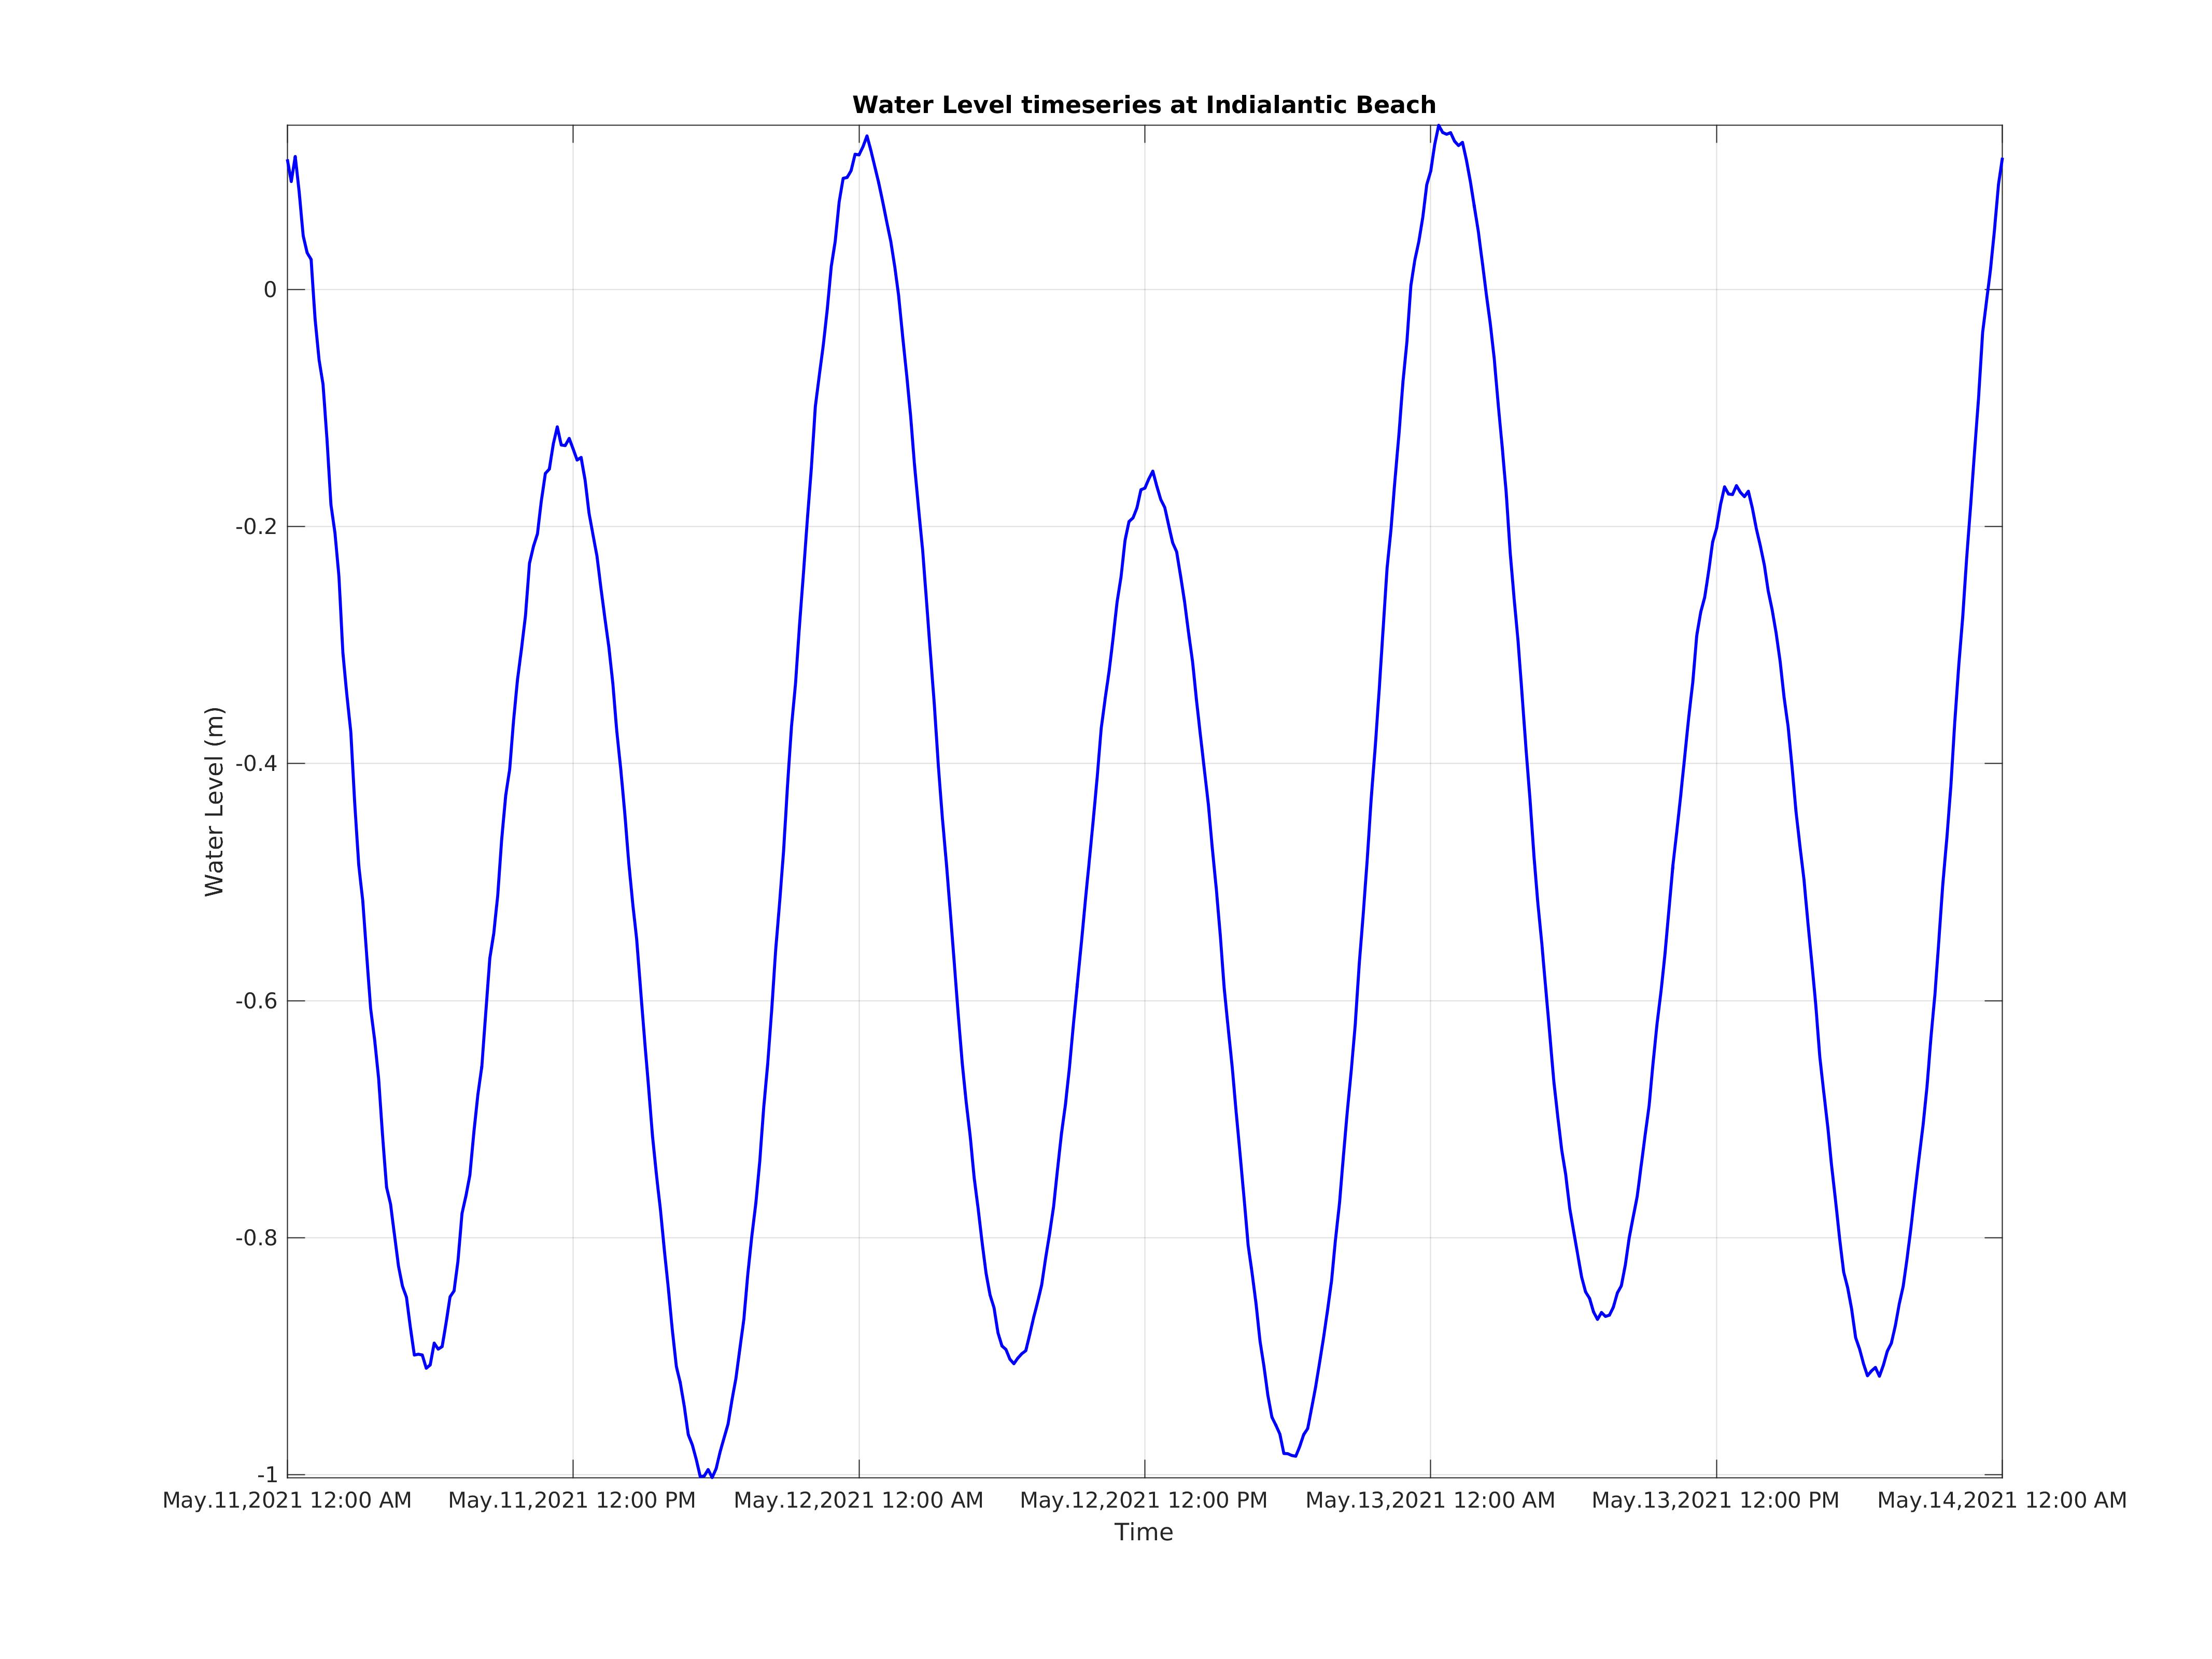 Water Level timeseries at Indialantic Beach
0
-0.2
-0.4
-0.6
-0.8
-1
Water Level (m)
May.11,2021 12:00 AM May.11,2021 12:00 PM May.12,2021 12:00 AM May.12,2021 12:00 PM May.13,2021 12:00 AM May.13,2021 12:00 PM May.14,2021 12:00 AM
Time